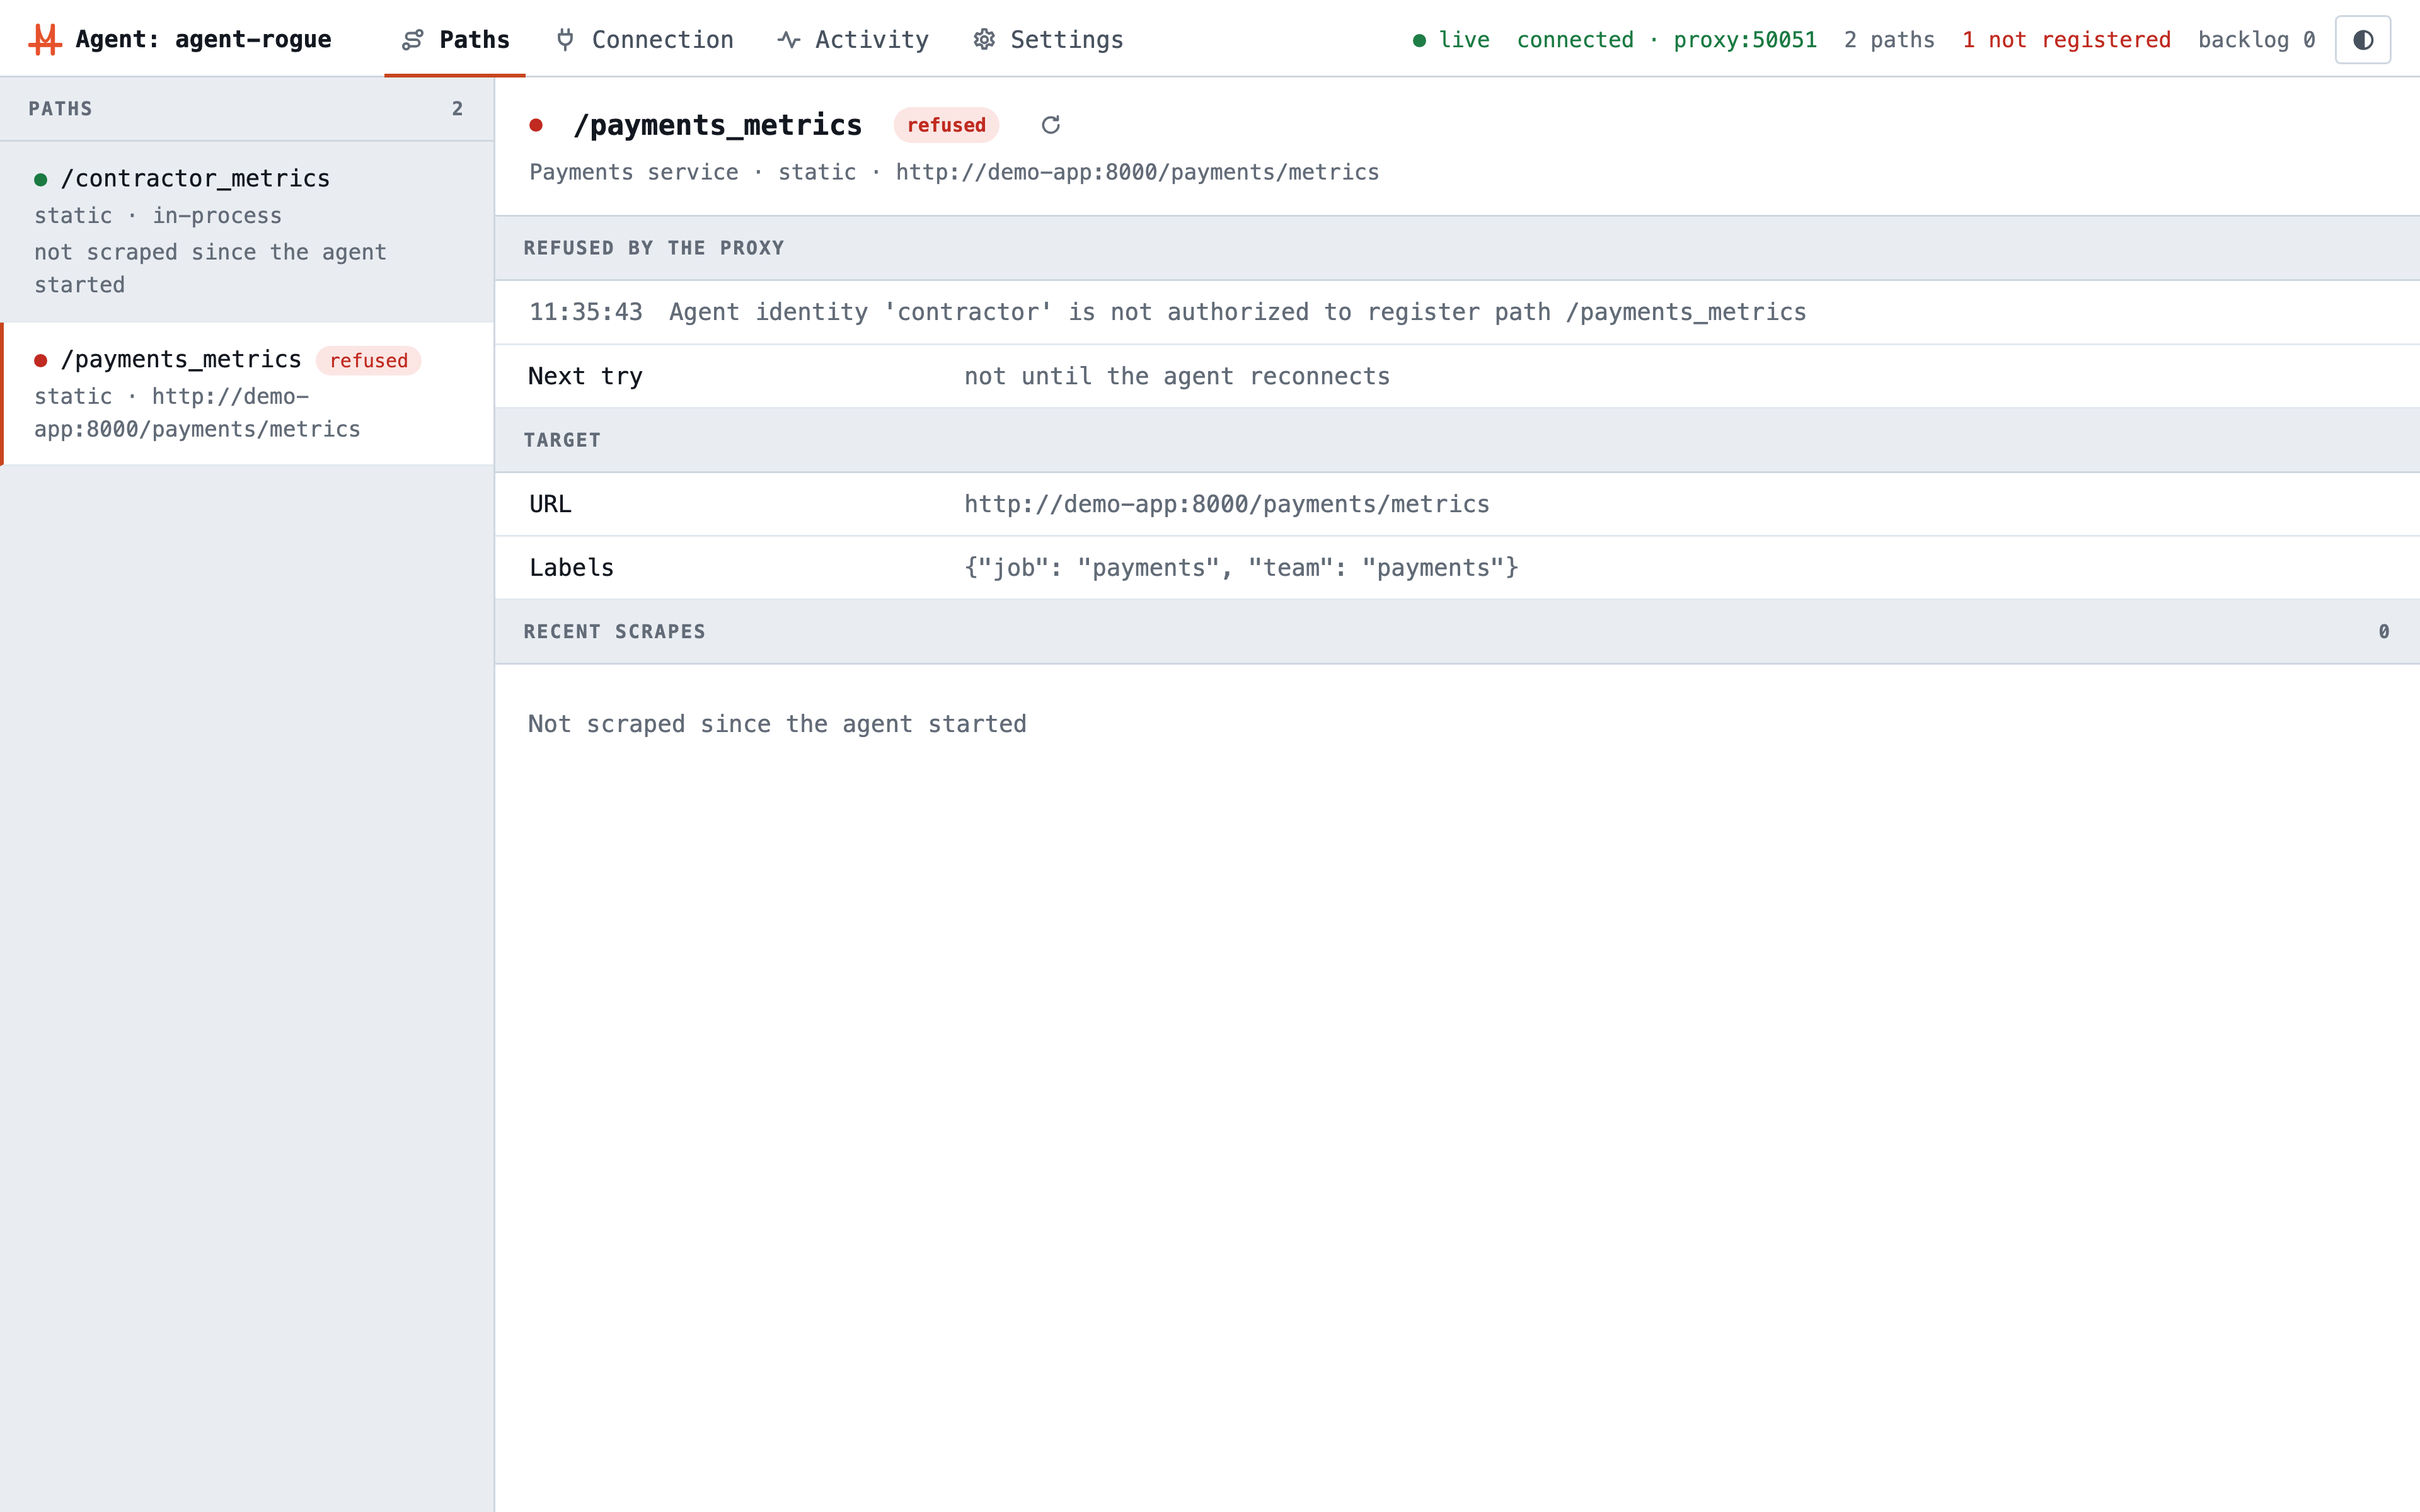 Agent: agent-rogue
Paths
Connection
Activity
Settings
live connected · proxy:50051 2 paths 1 not registered backlog 0
PATHS 2
/contractor_metrics
static · in-process
not scraped since the agent
started
/payments_metrics refused
static · http://demo-
app:8000/payments/metrics
/payments_metrics refused
Payments service · static · http://demo-app:8000/payments/metrics
REFUSED BY THE PROXY
11:35:43 Agent identity 'contractor' is not authorized to register path /payments_metrics
Next try not until the agent reconnects
TARGET
URL http://demo-app:8000/payments/metrics
Labels {"job": "payments", "team": "payments"}
RECENT SCRAPES 0
Not scraped since the agent started